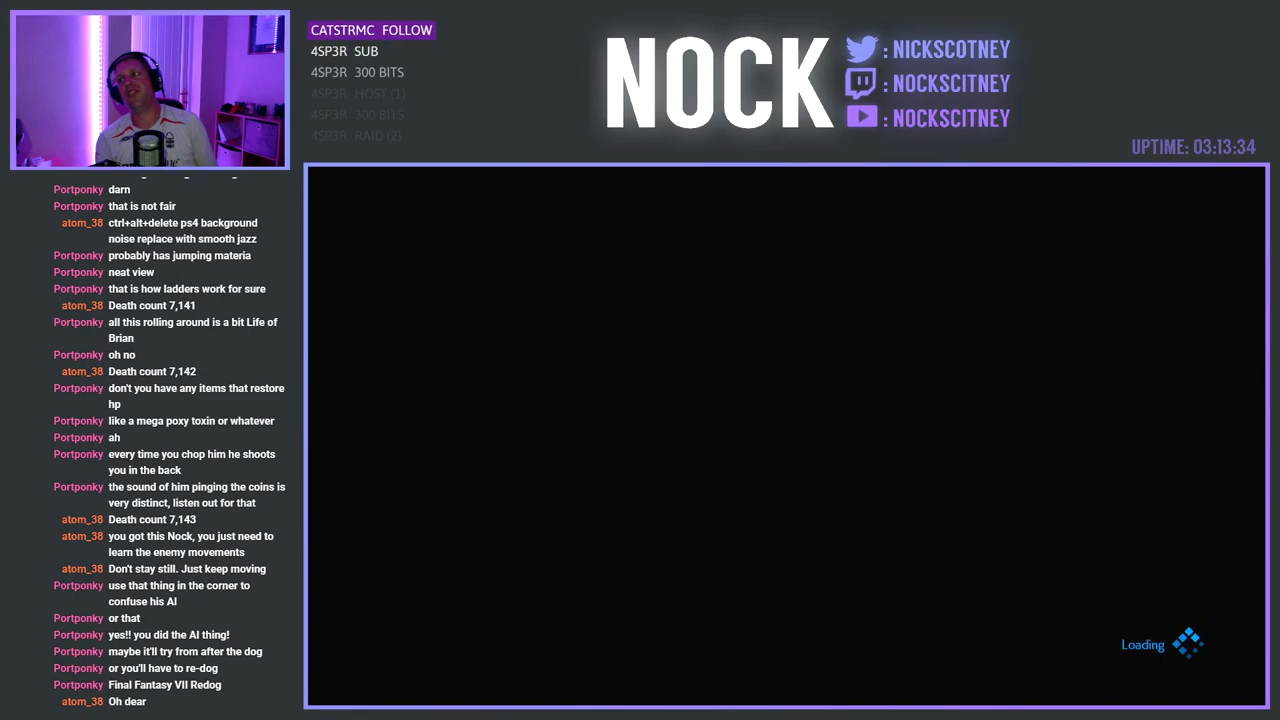 CATSTRMC FOLLOW
4SP3R SUB
4SP3R 300 BITS
4SP3R HOST (1)
4SP3R 300 BITS
4SP3R RAID (2)
NOCK
: NICKSCOTNEY
: NOCKSCITNEY
: NOCKSCITNEY
UPTIME: 03:13:34
Portponky darn
Portponky that is not fair
atom_38 ctrl+alt+delete ps4 background
noise replace with smooth jazz
Portponky probably has jumping materia
Portponky neat view
Portponky that is how ladders work for sure
atom_38 Death count 7,141
Portponky all this rolling around is a bit Life of
Brian
Portponky oh no
atom_38 Death count 7,142
Portponky don't you have any items that restore
hp
Portponky like a mega poxy toxin or whatever
Portponky ah
Portponky every time you chop him he shoots
you in the back
Portponky the sound of him pinging the coins is
very distinct, listen out for that
atom_38 Death count 7,143
atom_38 you got this Nock, you just need to
learn the enemy movements
atom_38 Don't stay still. Just keep moving
Portponky use that thing in the corner to
confuse his AI
Portponky or that
Portponky yes!! you did the AI thing!
Portponky maybe it'll try from after the dog
Portponky or you'll have to re-dog
Portponky Final Fantasy VII Redog
atom_38 Oh dear
Loading